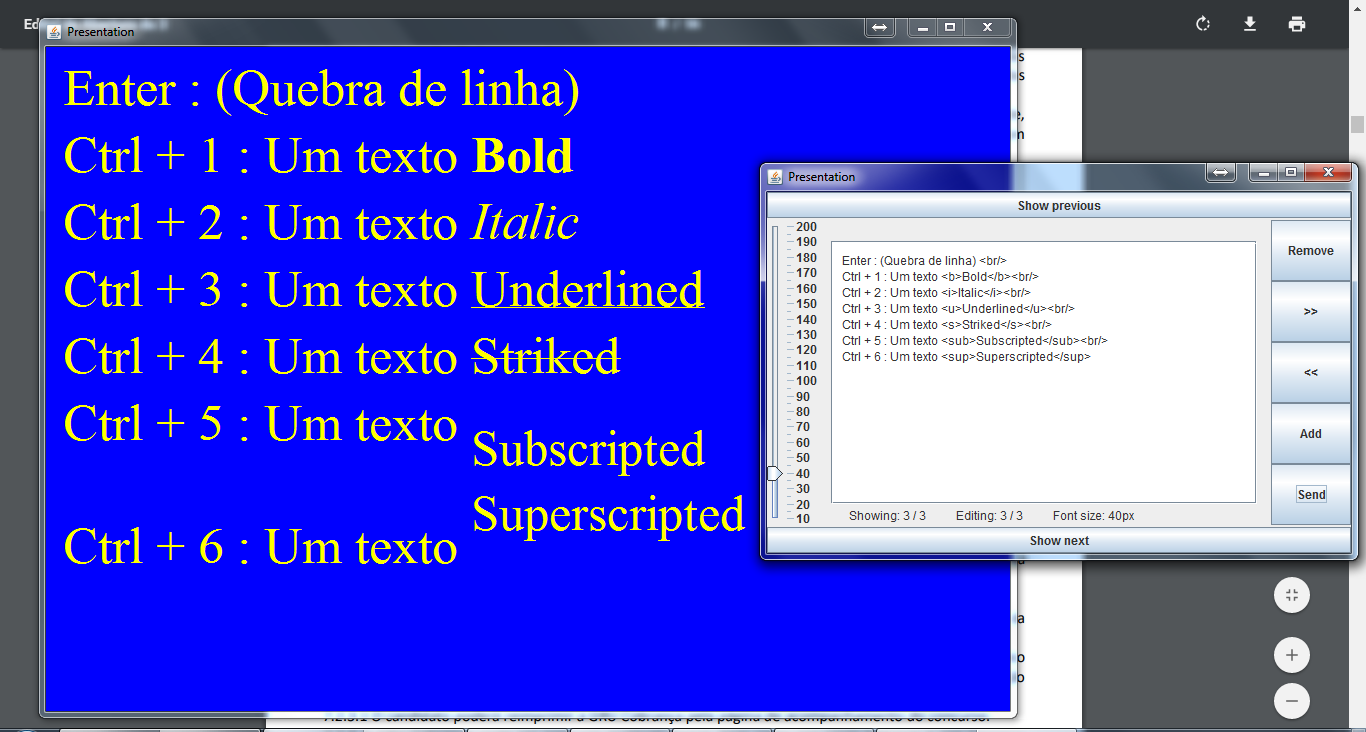 Ed
Presentation
Enter : (Quebra de linha)
Ctrl + 1 : Um texto Bold
Ctrl + 2 : Um texto Italic
Ctrl + 3 : Um texto Underlined
Ctrl + 4 : Um texto Striked
Ctrl + 5 : Um texto Subscripted
Ctrl + 6 : Um texto Superscripted
Presentation
Show previous
200
190
180
170
160
150
140
130
120
110
100
90
80
70
60
50
40
30
20
10
Enter : (Quebra de linha) <br/>
Ctrl + 1 : Um texto <b>Bold</b><br/>
Ctrl + 2 : Um texto <i>Italic</i><br/>
Ctrl + 3 : Um texto <u>Underlined</u><br/>
Ctrl + 4 : Um texto <s>Striked</s><br/>
Ctrl + 5 : Um texto <sub>Subscripted</sub><br/>
Ctrl + 6 : Um texto <sup>Superscripted</sup>
Remove
>>
<<
Add
Send
Showing: 3 / 3 Editing: 3 / 3 Font size: 40px
Show next